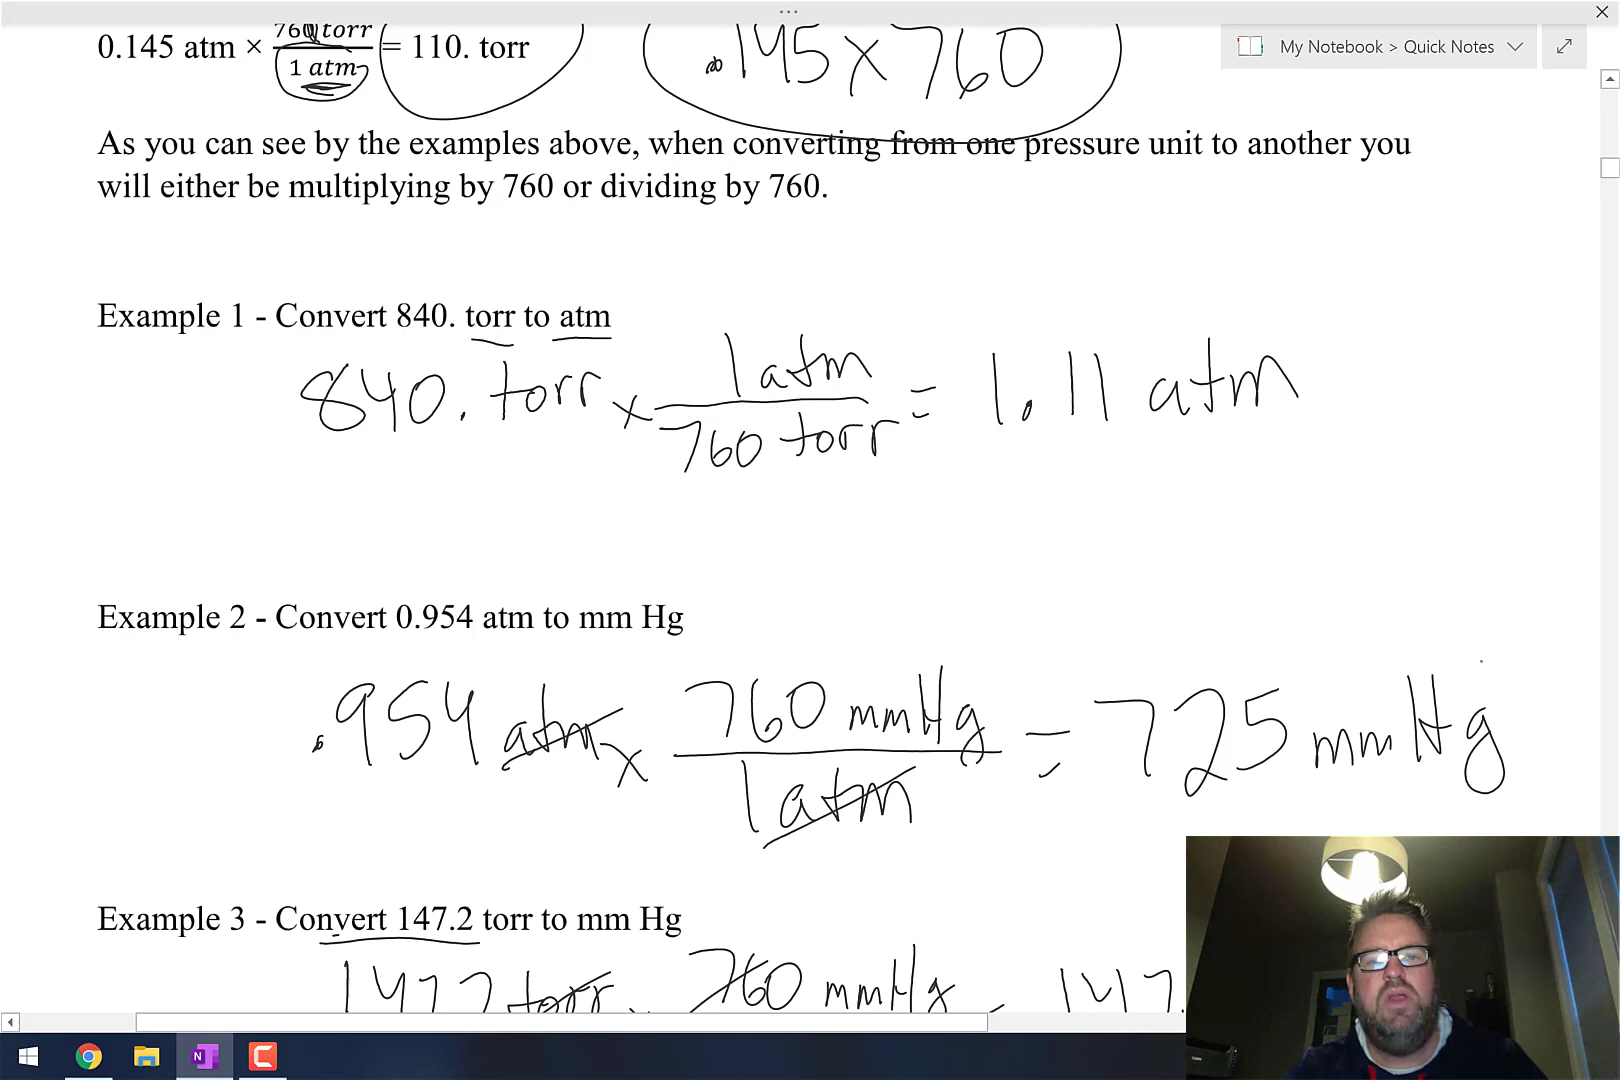 0.145 atm × 760 torr / 1 atm = 110. torr
.145 x 760
My Notebook > Quick Notes
As you can see by the examples above, when converting from one pressure unit to another you
will either be multiplying by 760 or dividing by 760.
Example 1 - Convert 840. torr to atm
840. torr x 1 atm / 760 torr = 1.11 atm
Example 2 - Convert 0.954 atm to mm Hg
.954 atm x 760 mmHg / 1 atm = 725 mm Hg
Example 3 - Convert 147.2 torr to mm Hg
760 mmHg